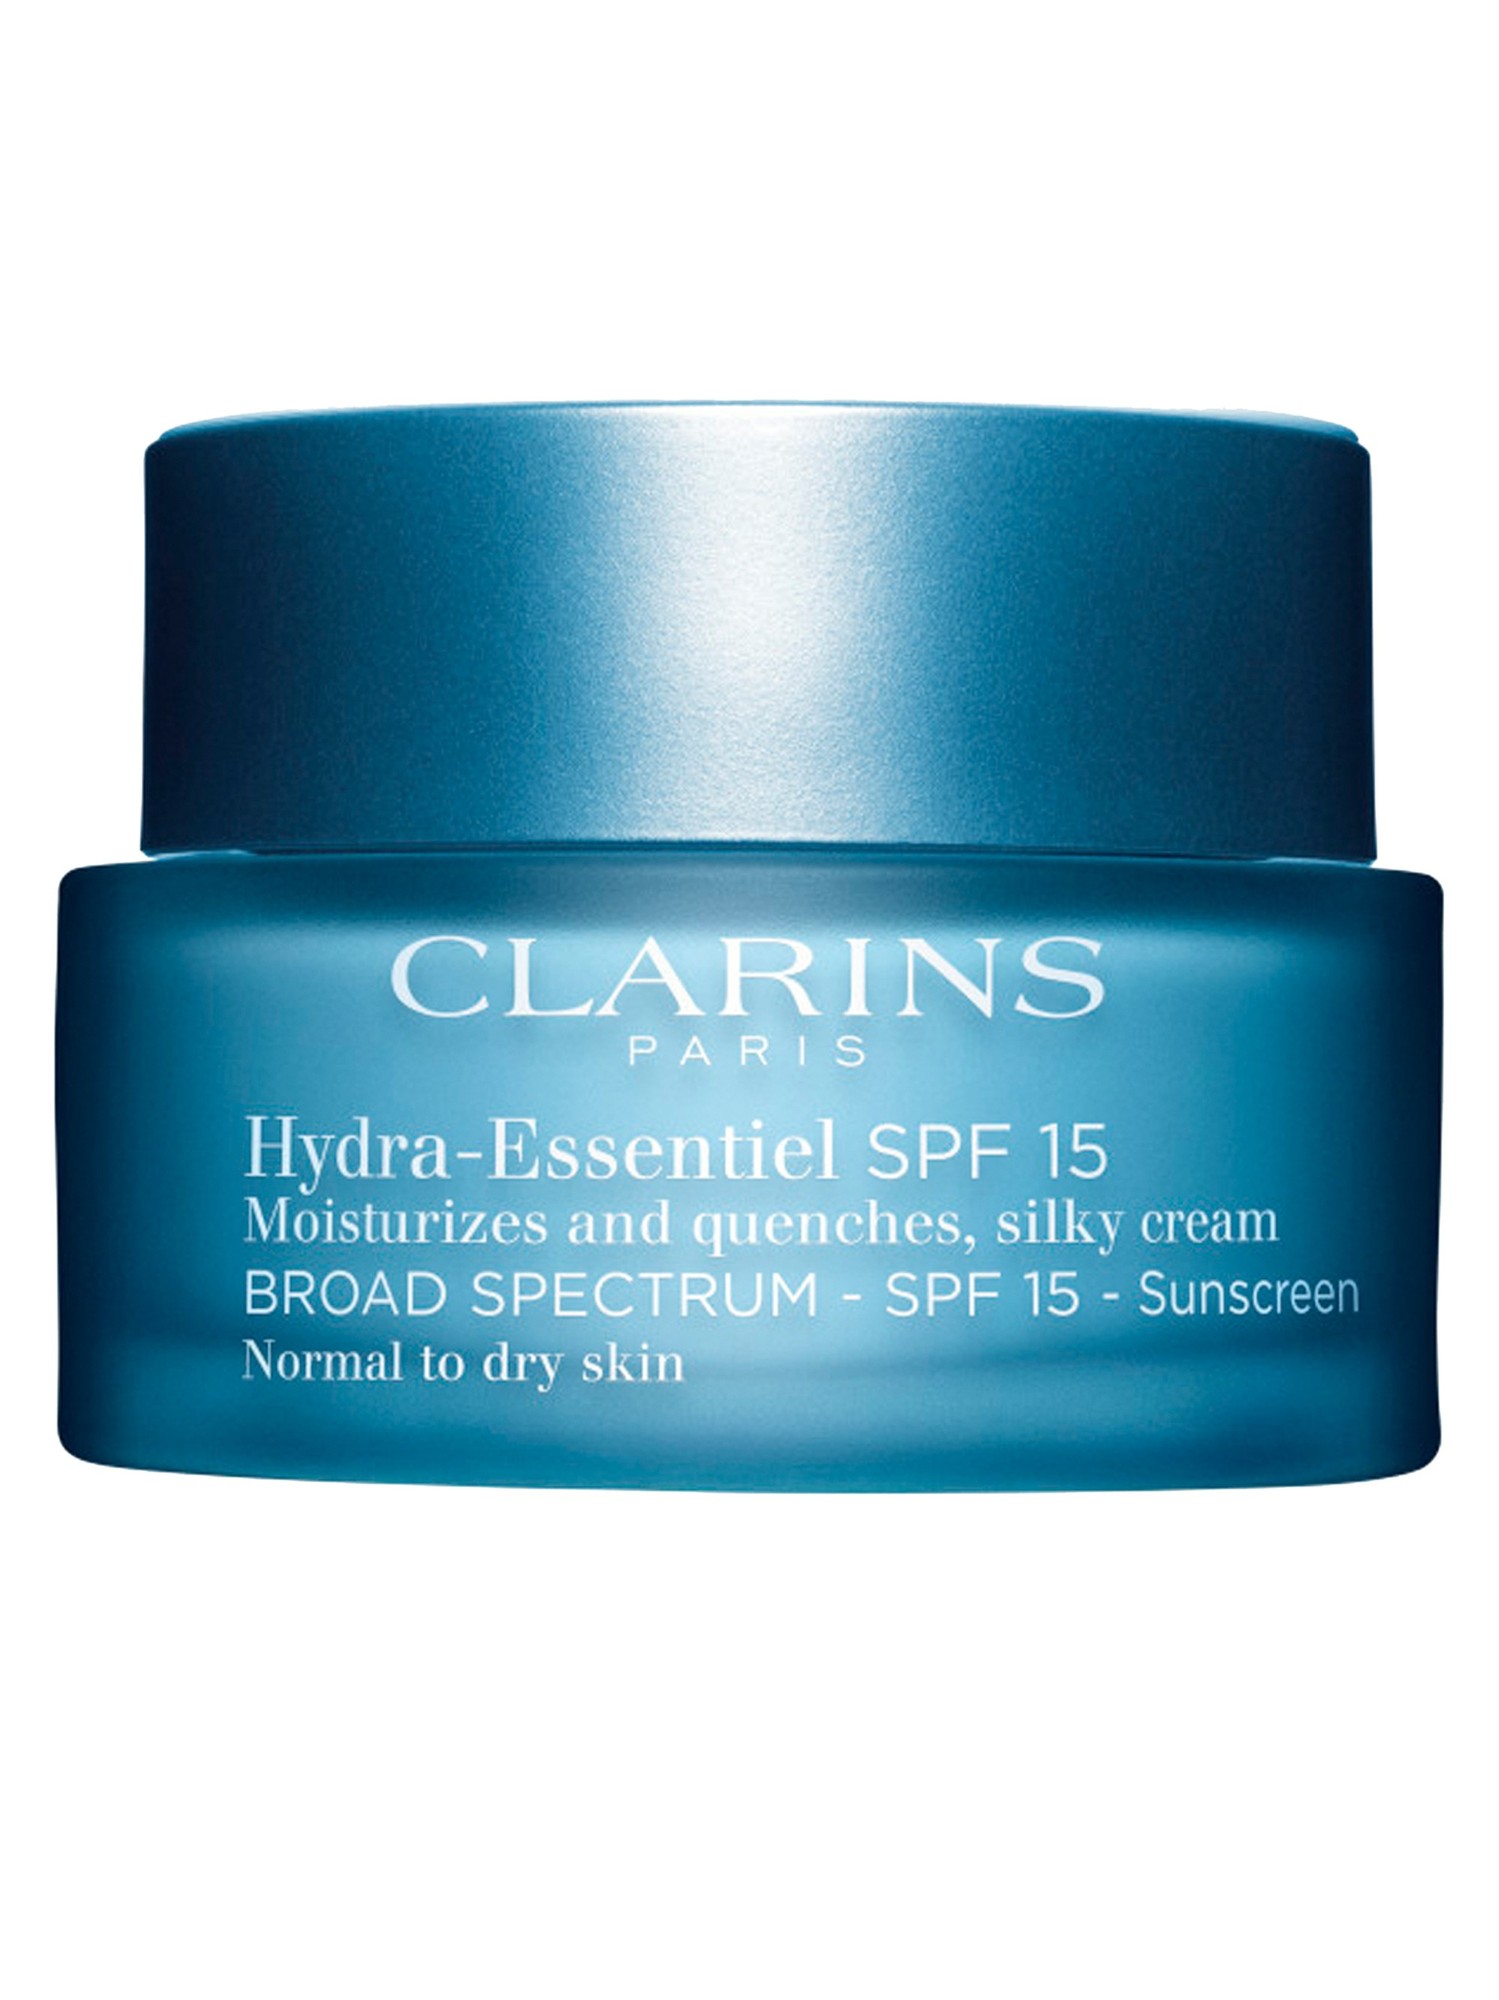 CLARINS
PARIS
Hydra-Essentiel SPF 15
Moisturizes and quenches, silky cream
BROAD SPECTRUM - SPF 15 - Sunscreen
Normal to dry skin